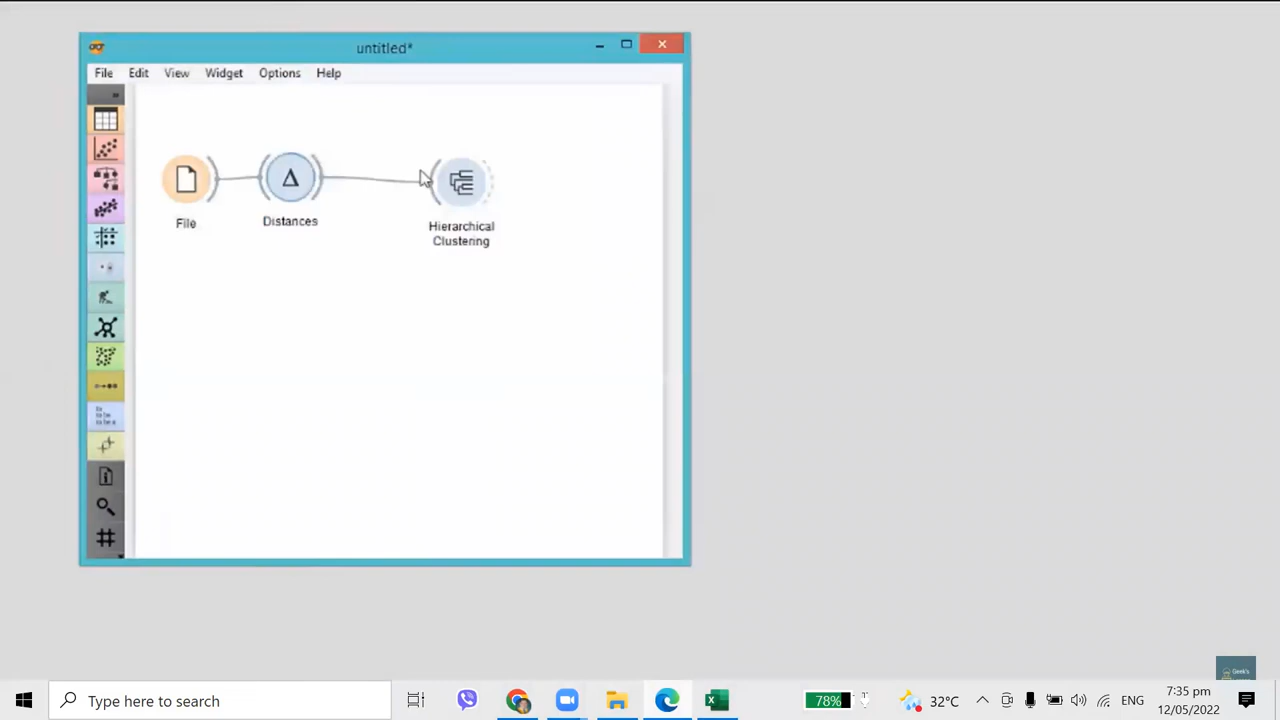 untitled*
File Edit View Widget Options Help
Δ
File
Distances
Hierarchical
Clustering
Geek's
Type here to search
78%
32°C
ENG
7:35 pm
12/05/2022